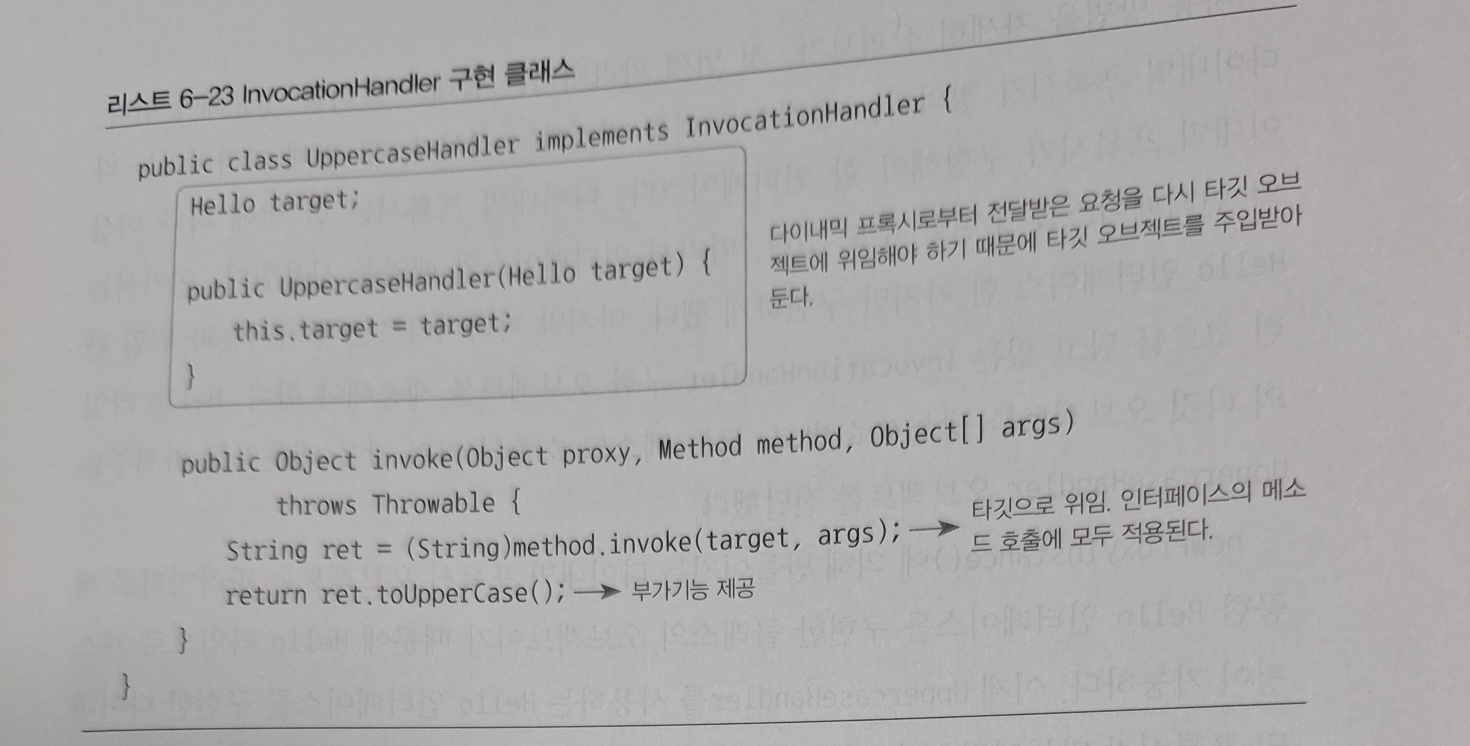 리스트 6–23 InvocationHandler 구현 클래스
public class UppercaseHandler implements InvocationHandler {
Hello target;
public UppercaseHandler(Hello target) {
this.target = target;
}
다이내믹 프록시로부터 전달받은 요청을 다시 타깃 오브
젝트에 위임해야 하기 때문에 타깃 오브젝트를 주입받아
둔다.
public Object invoke(Object proxy, Method method, Object[] args)
throws Throwable {
String ret = (String)method.invoke(target, args);
타깃으로 위임. 인터페이스의 메소
드 호출에 모두 적용된다.
return ret.toUpperCase(); → 부가기능 제공
}
}